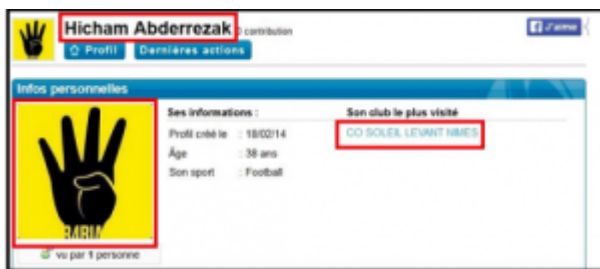 Hicham Abderrezak
0 contribution
J'aime
Profil
Dernières actions
Infos personnelles
Ses informations :
Son club le plus visité
Profil créé le : 18/02/14
CO SOLEIL LEVANT NIMES
Âge : 38 ans
Son sport : Football
vu par 1 personne